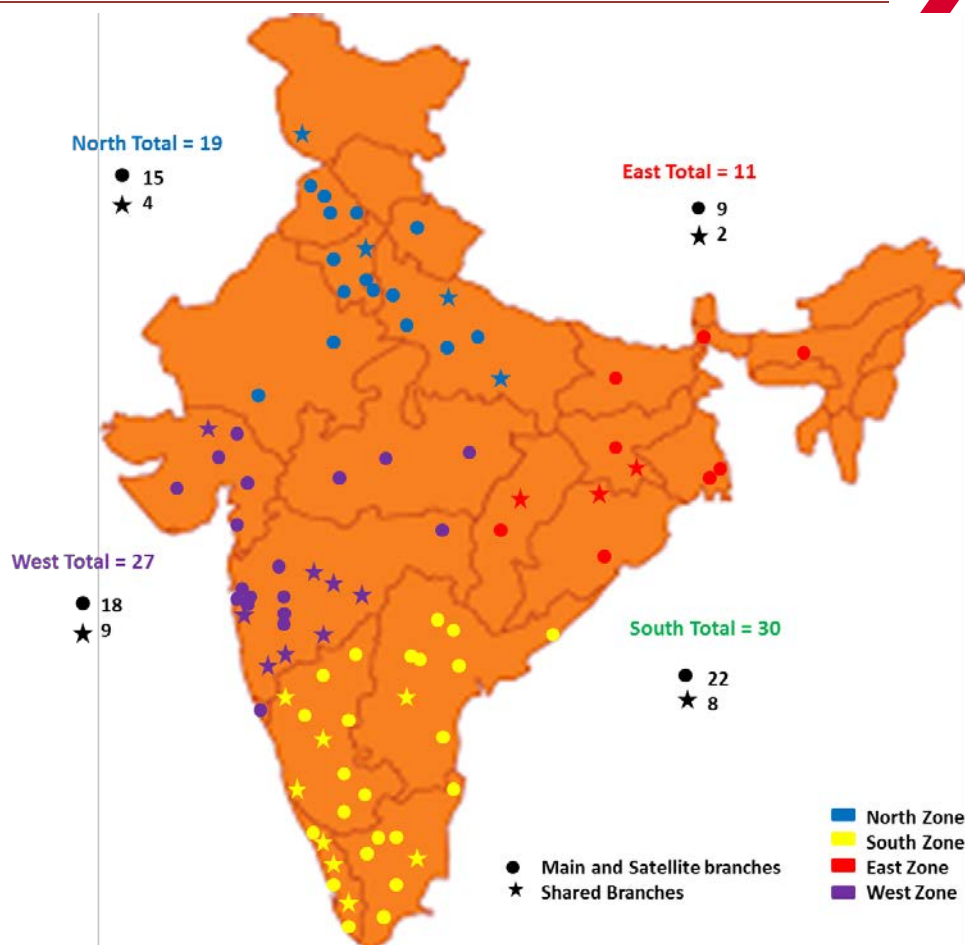 North Total = 19
15
4
East Total = 11
9
2
West Total = 27
18
9
South Total = 30
22
8
Main and Satellite branches
Shared Branches
North Zone
South Zone
East Zone
West Zone